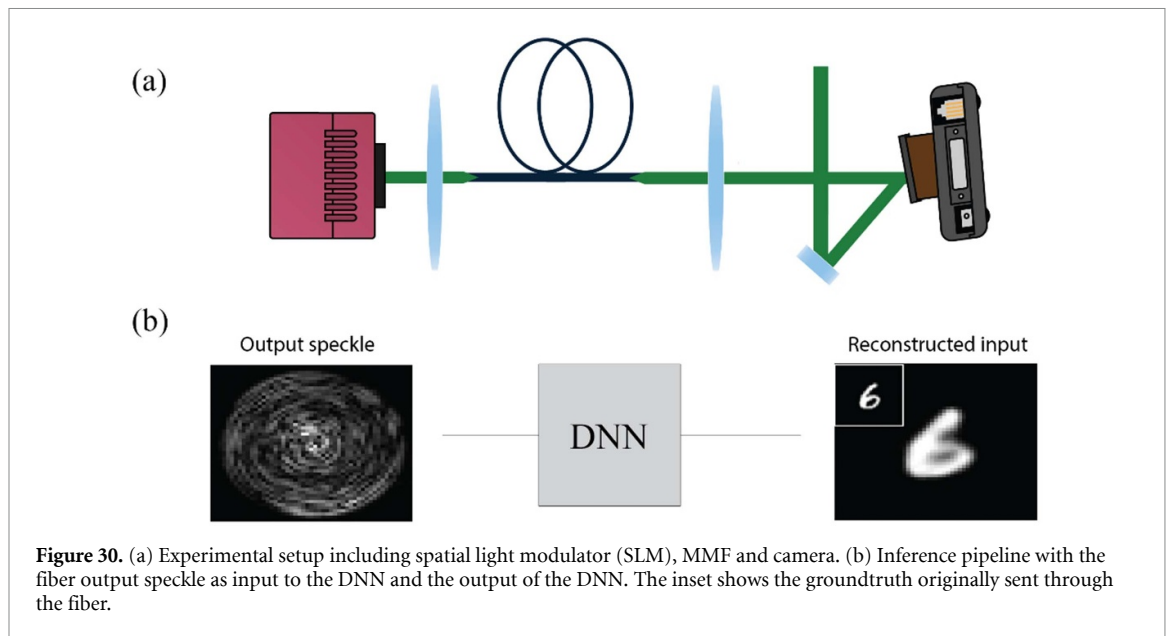 (a)
(b)
Output speckle
Reconstructed input
DNN
Figure 30. (a) Experimental setup including spatial light modulator (SLM), MMF and camera. (b) Inference pipeline with the
fiber output speckle as input to the DNN and the output of the DNN. The inset shows the groundtruth originally sent through
the fiber.